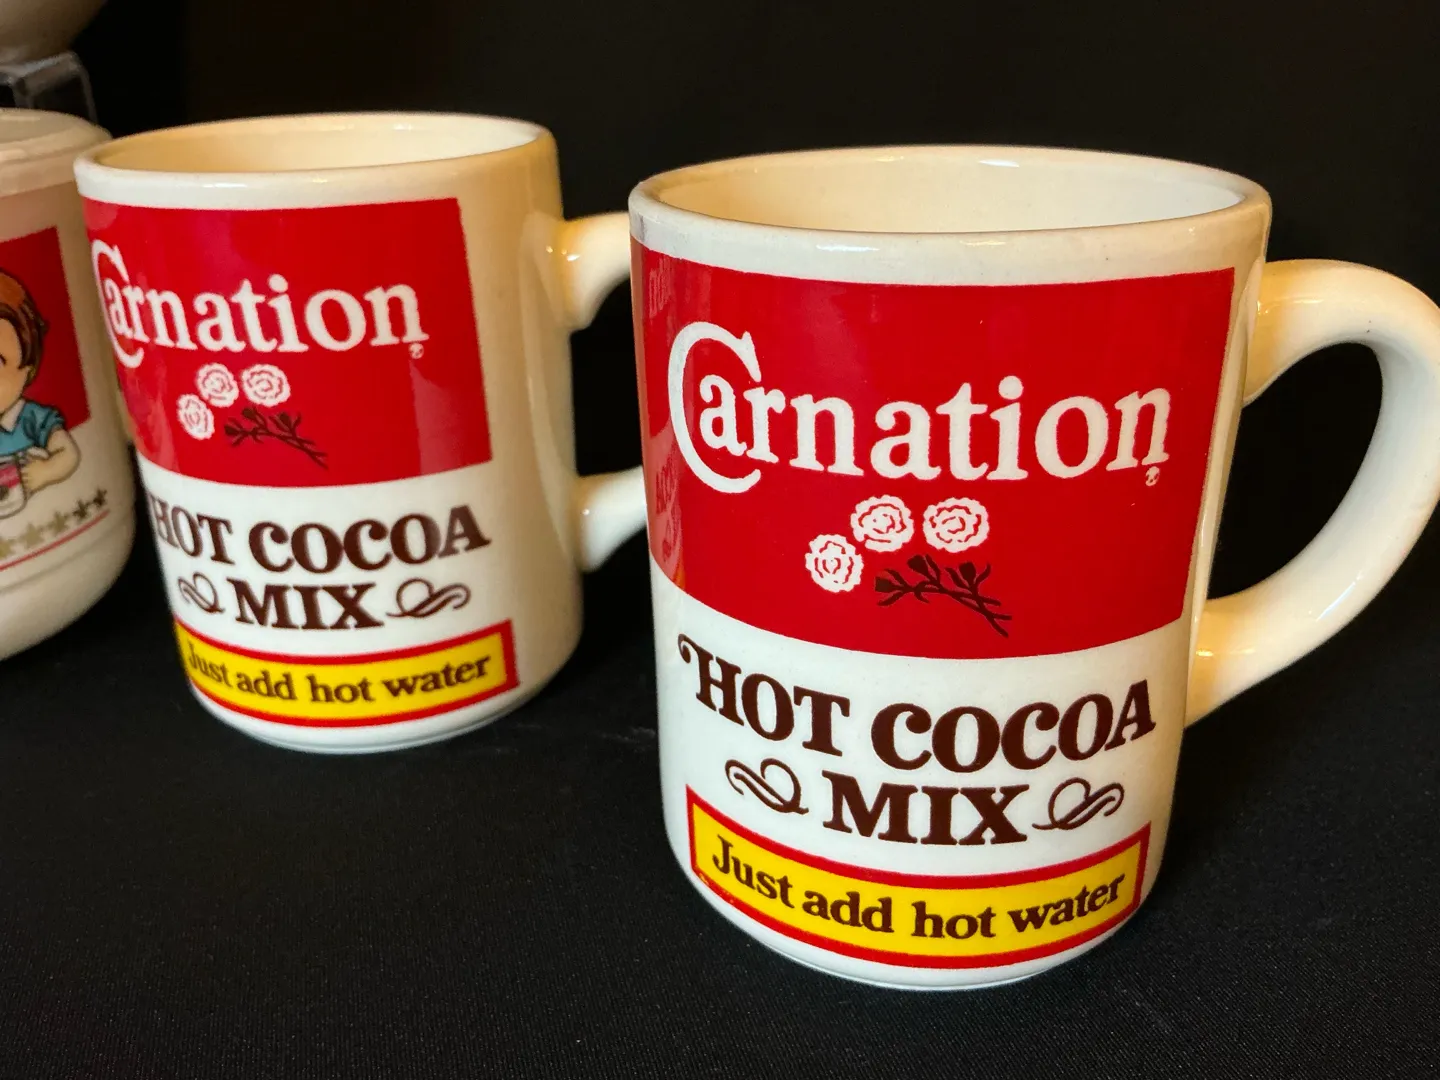 Carnation
HOT COCOA
MIX
Just add hot water
Carnation
HOT COCOA
MIX
Just add hot water